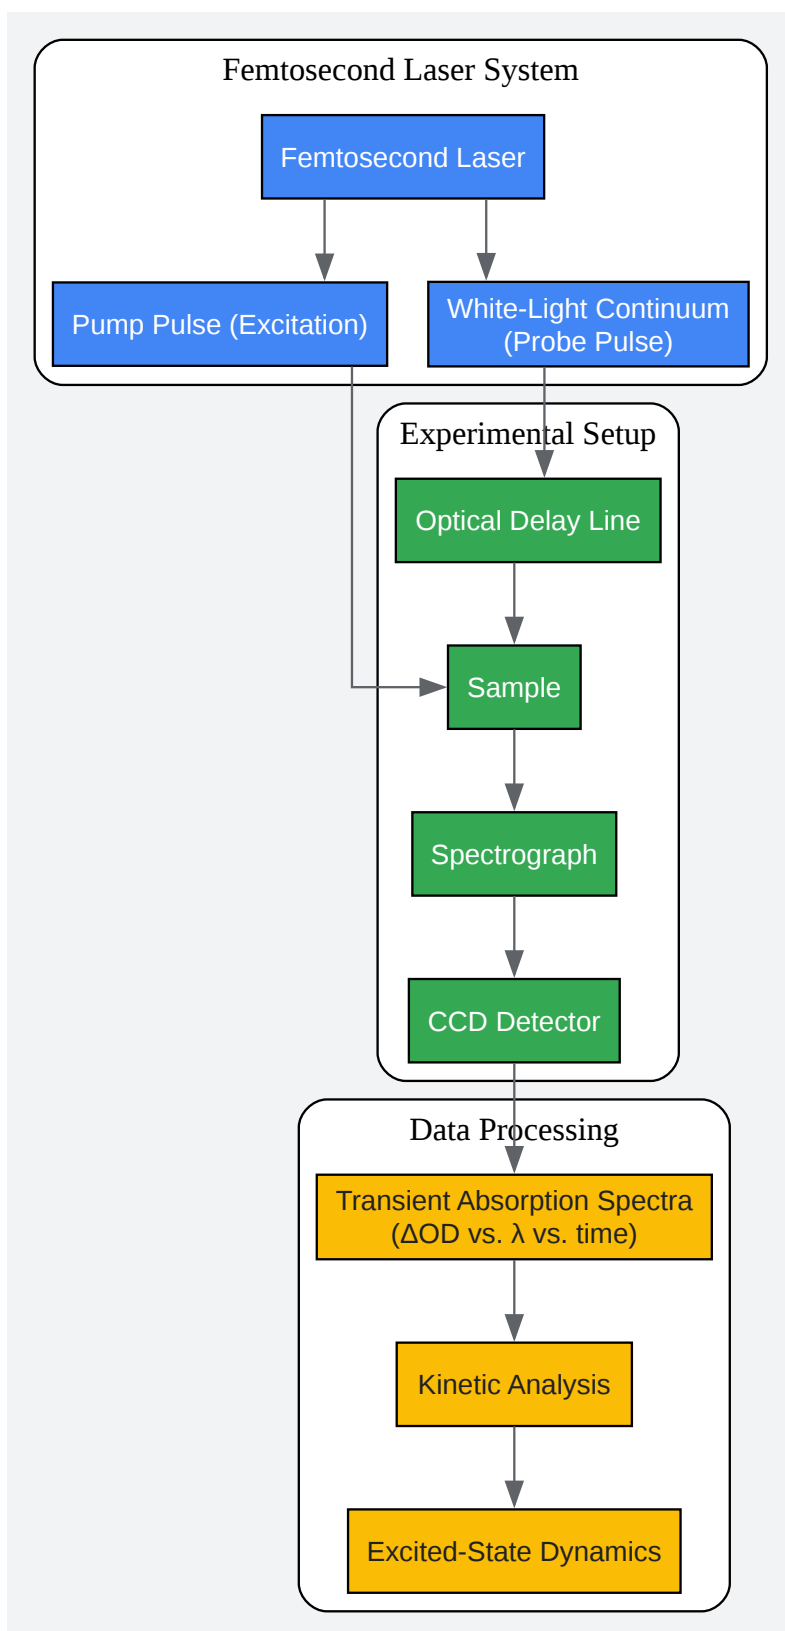 Femtosecond Laser System
Femtosecond Laser
Pump Pulse (Excitation)
White-Light Continuum
(Probe Pulse)
Experimental Setup
Optical Delay Line
Sample
Spectrograph
CCD Detector
Data Processing
Transient Absorption Spectra
(ΔOD vs. λ vs. time)
Kinetic Analysis
Excited-State Dynamics